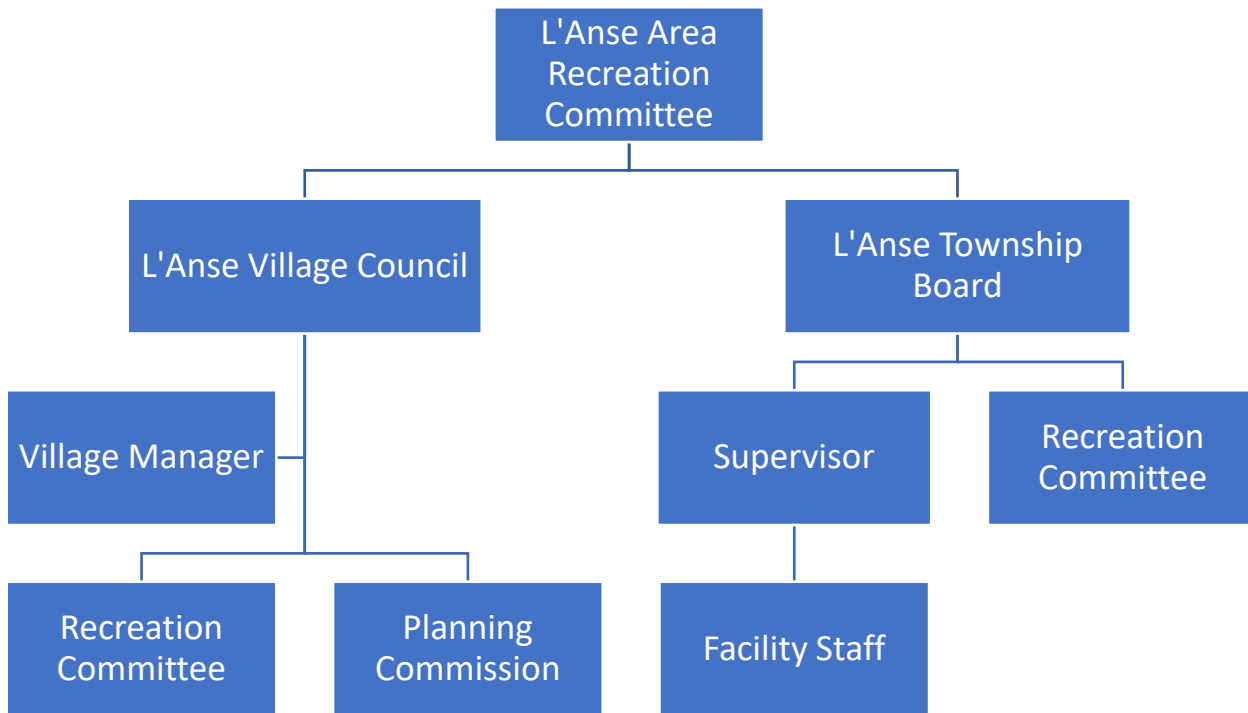 L'Anse Area
Recreation
Committee
L'Anse Village Council
L'Anse Township
Board
Village Manager
Supervisor
Recreation
Committee
Recreation
Committee
Planning
Commission
Facility Staff